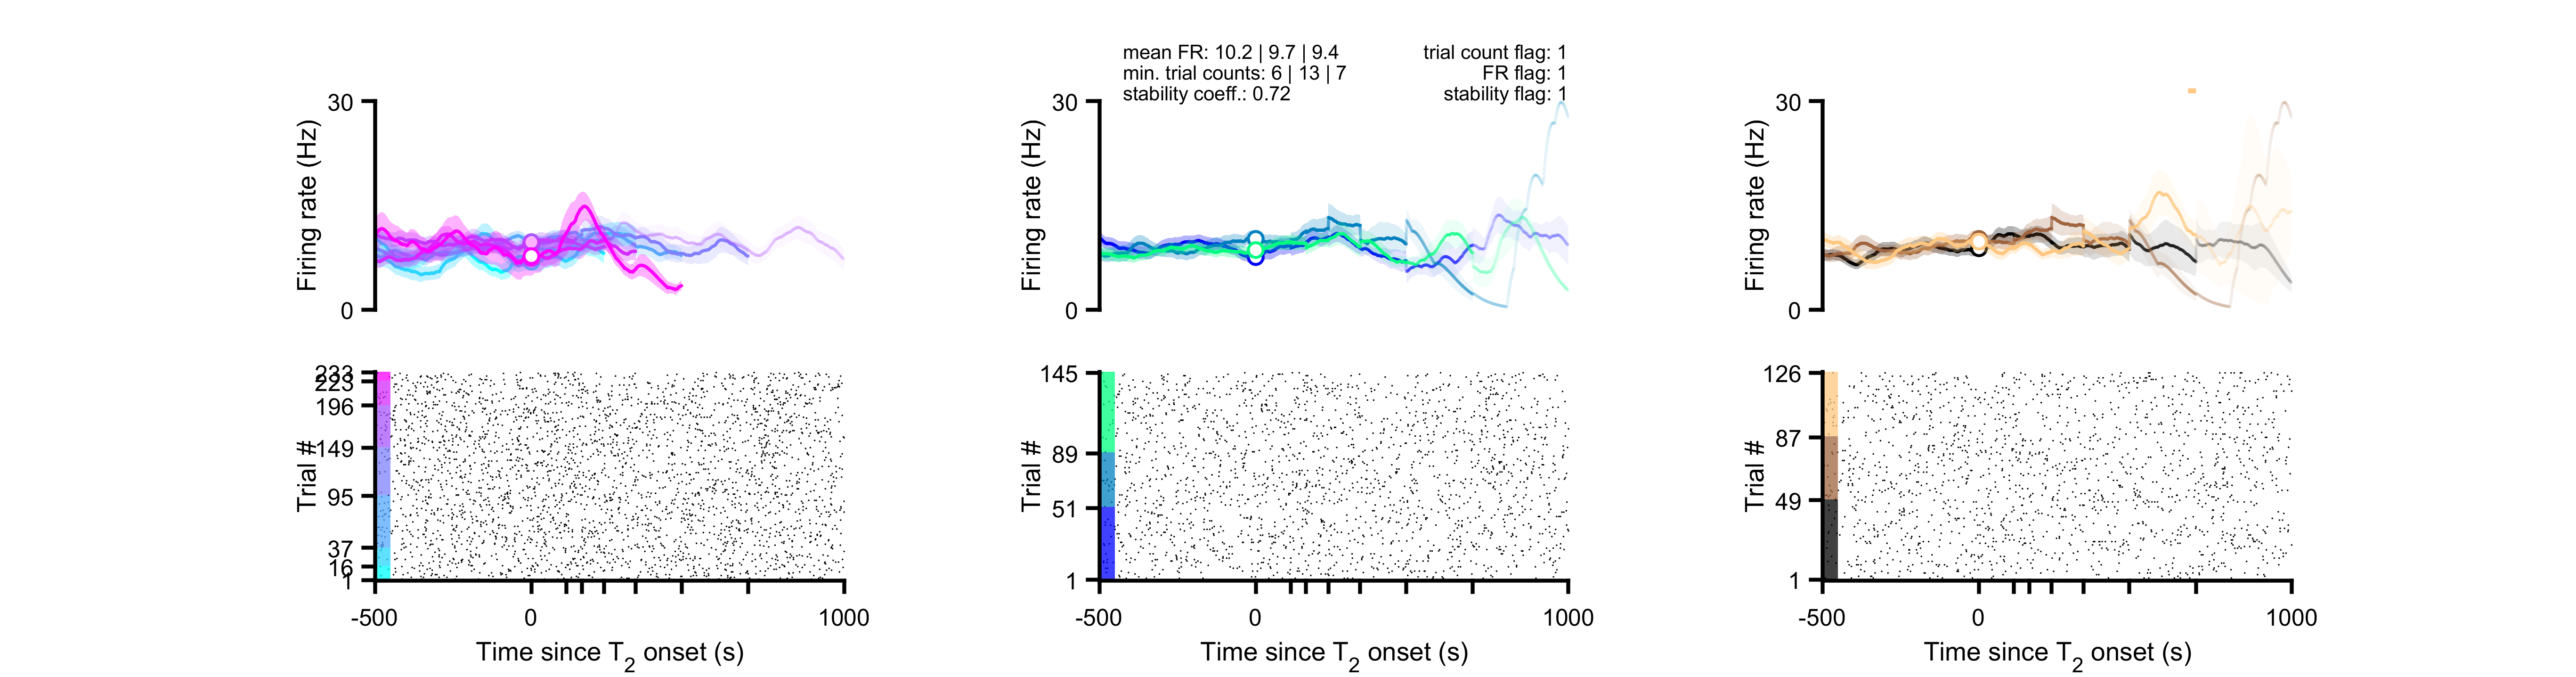 mean FR: 10.2 | 9.7 | 9.4
min. trial counts: 6 | 13 | 7
stability coeff.: 0.72
trial count flag: 1
FR flag: 1
stability flag: 1
30
Firing rate (Hz)
0
30
Firing rate (Hz)
0
30
Firing rate (Hz)
0
233
223
196
149
95
37
16
1
Trial #
-500
0
1000
Time since T2 onset (s)
145
89
51
1
Trial #
-500
0
1000
Time since T2 onset (s)
126
87
49
1
Trial #
-500
0
1000
Time since T2 onset (s)